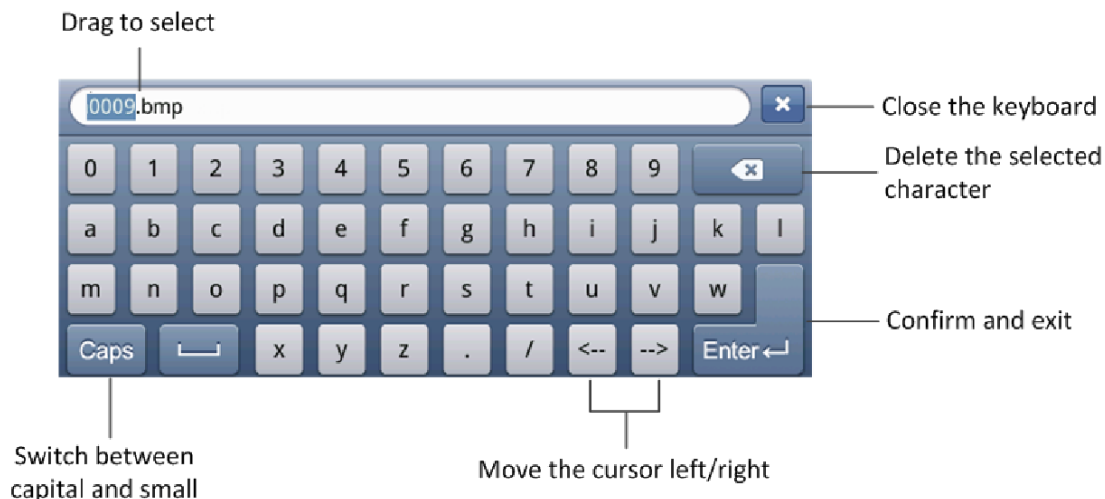 Drag to select
0009.bmp
Close the keyboard
0 1 2 3 4 5 6 7 8 9
Delete the selected
character
a b c d e f g h i j k l
m n o p q r s t u v w
Confirm and exit
Caps x y z . / <-- --> Enter
Switch between
capital and small
Move the cursor left/right